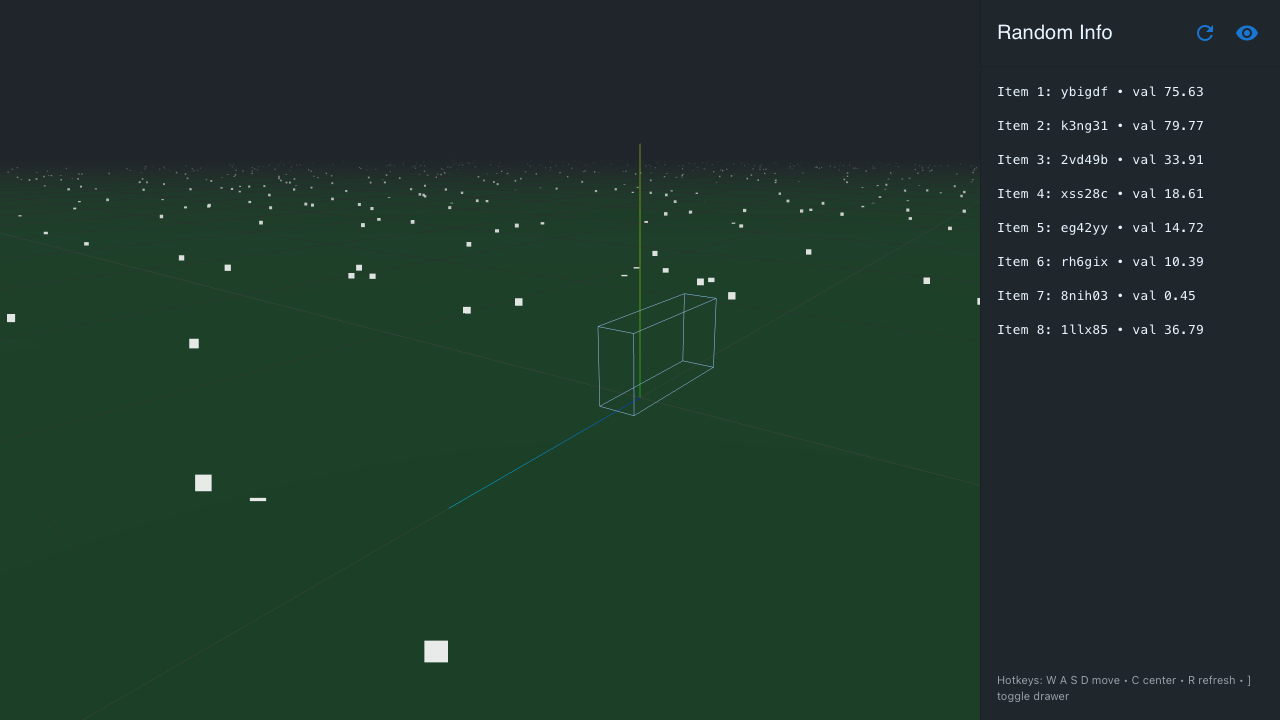 Random Info
Item 1: ybigdf • val 75.63
Item 2: k3ng31 • val 79.77
Item 3: 2vd49b • val 33.91
Item 4: xss28c • val 18.61
Item 5: eg42yy • val 14.72
Item 6: rh6gix • val 10.39
Item 7: 8nih03 • val 0.45
Item 8: 1llx85 • val 36.79
Hotkeys: W A S D move • C center • R refresh • ]
toggle drawer